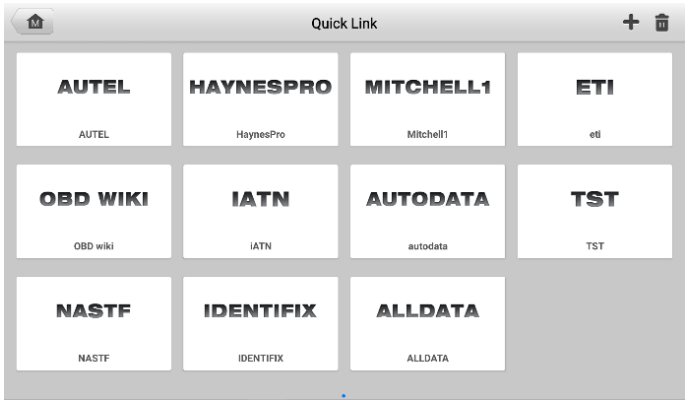 M
Quick Link
AUTEL
AUTEL
HAYNESPRO
HaynesPro
MITCHELL1
Mitchell1
ETI
eti
OBD WIKI
OBD wiki
IATN
iATN
AUTODATA
autodata
TST
TST
NASTF
NASTF
IDENTIFIX
IDENTIFIX
ALLDATA
ALLDATA